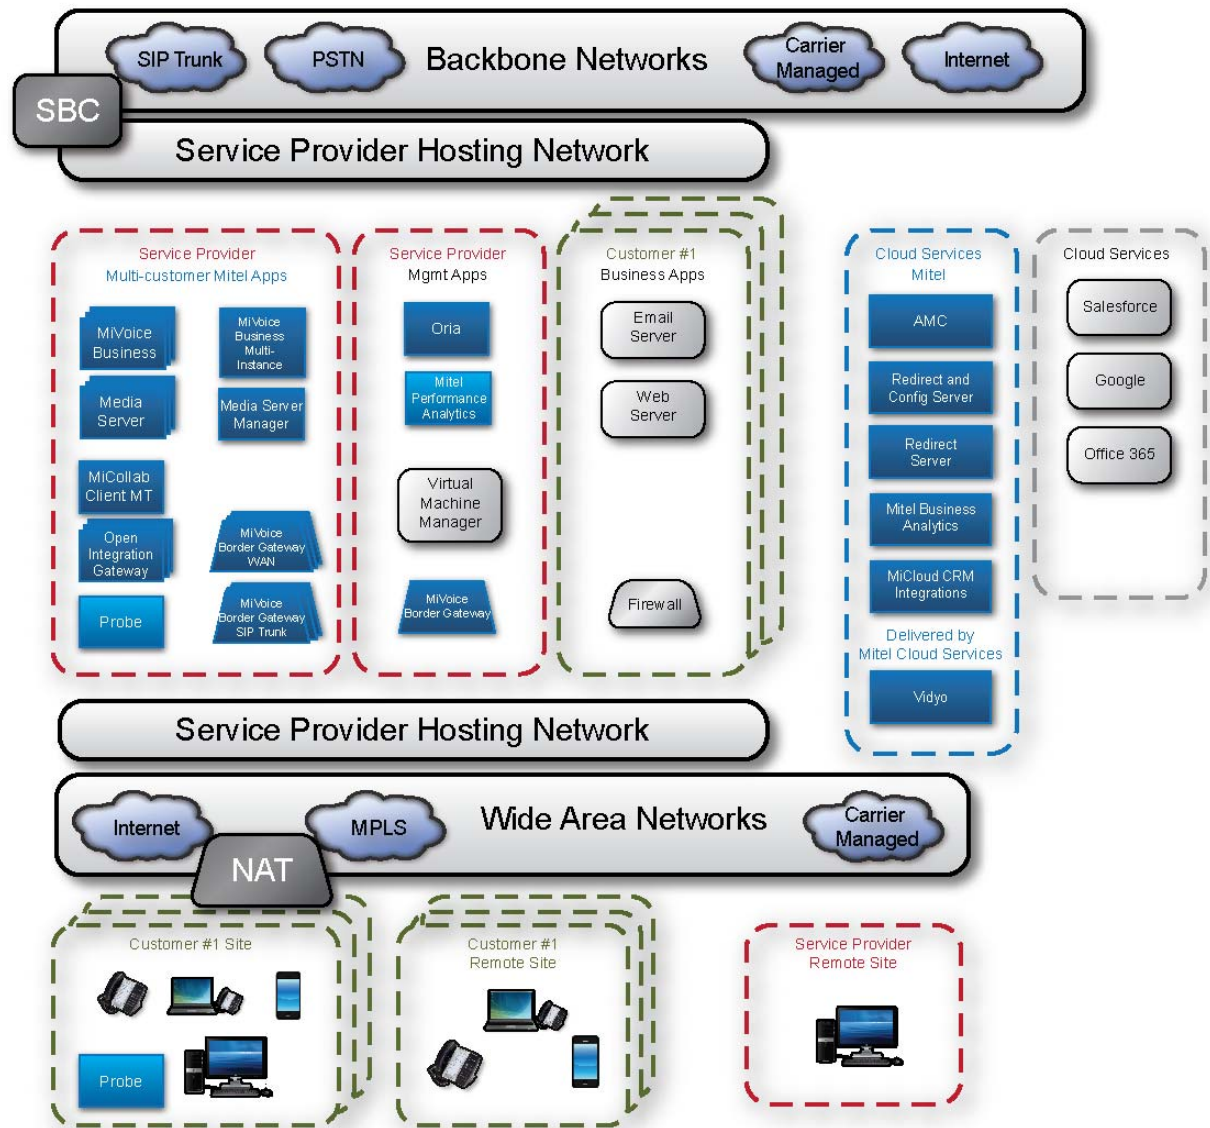 SIP Trunk
PSTN
Backbone Networks
Carrier
Managed
Internet
SBC
Service Provider Hosting Network
Service Provider
Multi-customer Mitel Apps
MiVoice
Business
MiVoice
Business
Multi-
Instance
Media
Server
Media Server
Manager
MiCollab
Client MT
Open
Integration
Gateway
MiVoice
Border Gateway
WAN
Probe
MiVoice
Border Gateway
SIP Trunk
Service Provider
Mgmt Apps
Oria
Mitel
Performance
Analytics
Virtual
Machine
Manager
MiVoice
Border Gateway
Customer #1
Business Apps
Email
Server
Web
Server
Firewall
Cloud Services
Mitel
AMC
Redirect and
Config Server
Redirect
Server
Mitel Business
Analytics
MiCloud CRM
Integrations
Delivered by
Mitel Cloud Services
Vidyo
Cloud Services
Salesforce
Google
Office 365
Service Provider Hosting Network
Internet
MPLS
Wide Area Networks
Carrier
Managed
NAT
Customer #1 Site
Probe
Customer #1
Remote Site
Service Provider
Remote Site